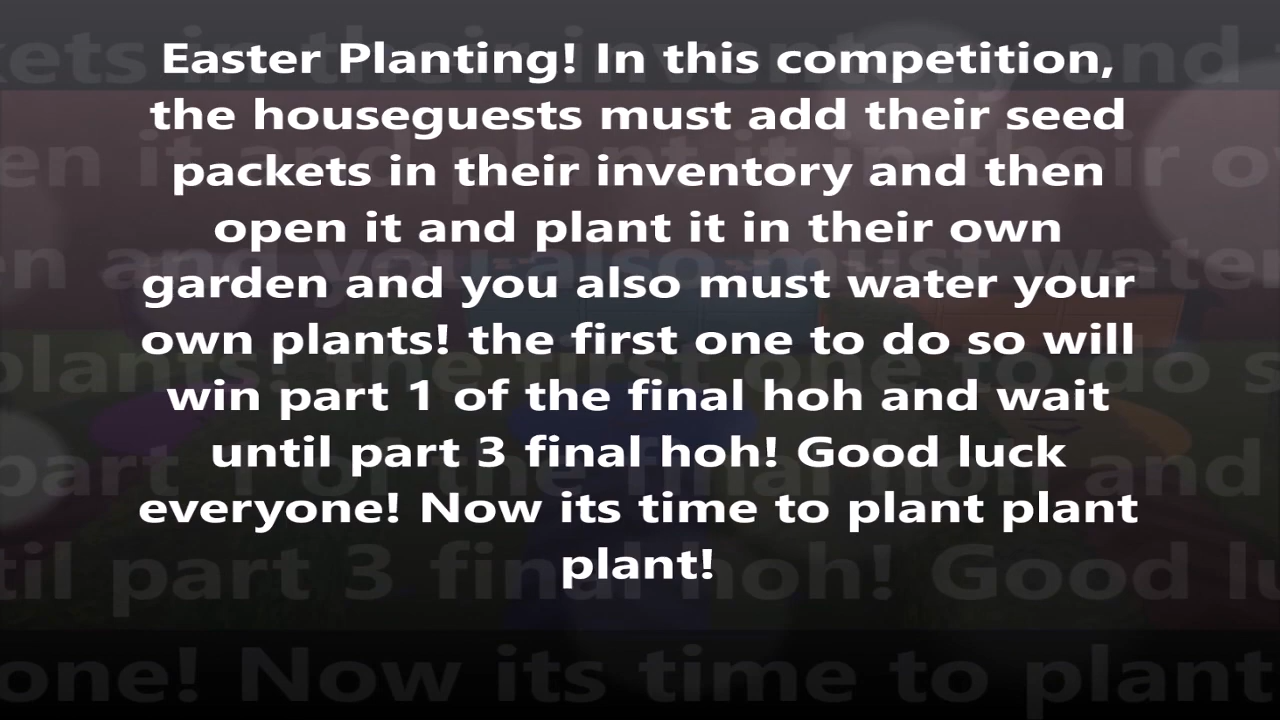 Easter Planting! In this competition,
the houseguests must add their seed
packets in their inventory and then
open it and plant it in their own
garden and you also must water your
own plants! the first one to do so will
win part 1 of the final hoh and wait
until part 3 final hoh! Good luck
everyone! Now its time to plant plant
plant!